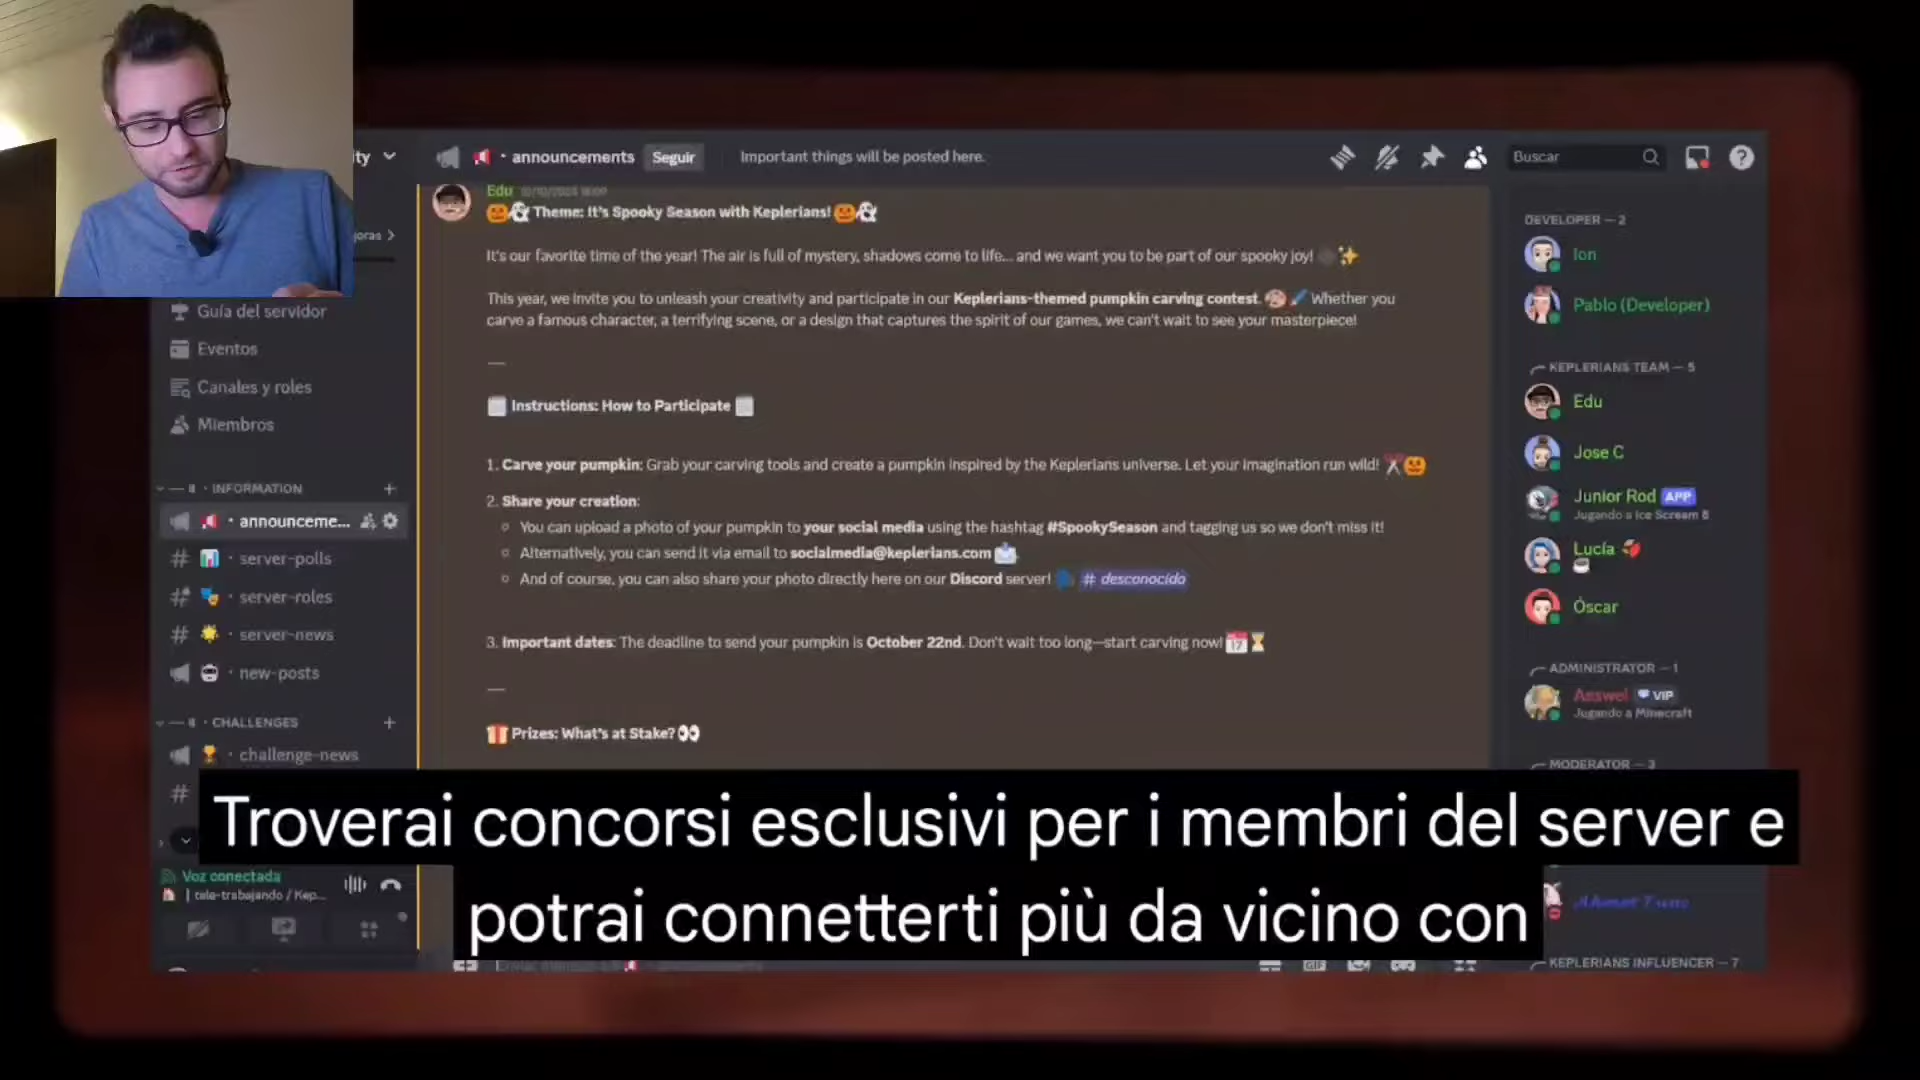 ity
announcements
Seguir
Important things will be posted here.
Buscar
Edu
Theme: It's Spooky Season with Keplerians!
It's our favorite time of the year! The air is full of mystery, shadows come to life... and we want you to be part of our spooky joy!
This year, we invite you to unleash your creativity and participate in our Keplerians-themed pumpkin carving contest. Whether you
carve a famous character, a terrifying scene, or a design that captures the spirit of our games, we can't wait to see your masterpiece!
Instructions: How to Participate
1. Carve your pumpkin: Grab your carving tools and create a pumpkin inspired by the Keplerians universe. Let your imagination run wild!
2. Share your creation:
You can upload a photo of your pumpkin to your social media using the hashtag #SpookySeason and tagging us so we don't miss it!
Alternatively, you can send it via email to socialmedia@keplerians.com
And of course, you can also share your photo directly here on our Discord server! # desconocido
3. Important dates: The deadline to send your pumpkin is October 22nd. Don't wait too long—start carving now!
Prizes: What's at Stake?
joras >
Guía del servidor
Eventos
Canales y roles
Miembros
INFORMATION
announceme...
server-polls
server-roles
server-news
new-posts
CHALLENGES
challenge-news
Voz conectada
tele-trabajando / Kep...
DEVELOPER — 2
Ion
Pablo (Developer)
KEPLERIANS TEAM — 5
Edu
Jose C
Junior Rod APP
Jugando a Ice Scream 8
Lucía
Óscar
ADMINISTRATOR — 1
Asswel VIP
Jugando a Minecraft
MODERATOR — 3
KEPLERIANS INFLUENCER — 7
GIF
Troverai concorsi esclusivi per i membri del server e
potrai connetterti più da vicino con